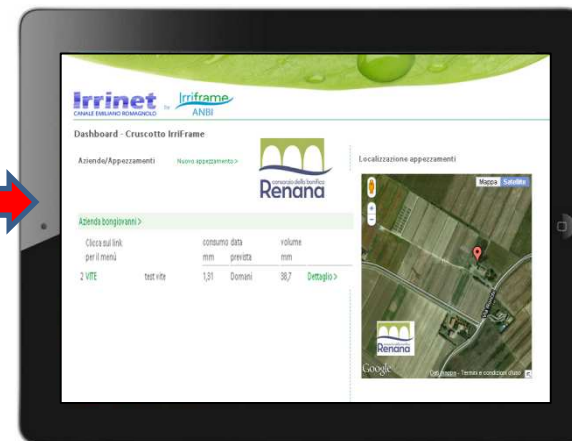 Irrinet by Irriframe
CANALE EMILIANO ROMAGNOLO ANBI
Dashboard - Cruscotto IrriFrame
Aziende/Appezzamenti Nuovo appezzamento >
consorzio della bonifica
Renana
Localizzazione appezzamenti
Azienda bongiovanni >
Clicca sul link
per il menù
consumo data volume
mm prevista mm
2 VITE test vite 1,91 Domani 38,7 Dettaglio >
Mappa Satellite
Renana
Google
Termini e condizioni d'uso